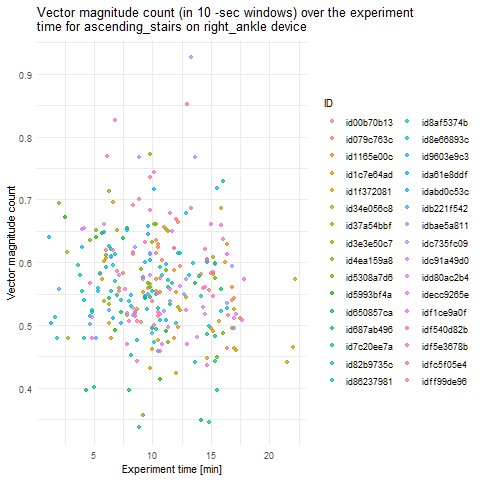 Vector magnitude count (in 10 -sec windows) over the experiment
time for ascending_stairs on right_ankle device
0.9
0.8
0.7
0.6
0.5
0.4
Vector magnitude count
5 10 15 20
Experiment time [min]
ID
id00b70b13 id8af5374b
id079c763c id8e66893c
id1165e00c id9603e9c3
id1c7e64ad ida61e8ddf
id1f372081 idabd0c53c
id34e056c8 idb221f542
id37a54bbf idbae5a811
id3e3e50c7 idc735fc09
id4ea159a8 idc91a49d0
id5308a7d6 idd80ac2b4
id5993bf4a idecc9265e
id650857ca idf1ce9a0f
id687ab496 idf540d82b
id7c20ee7a idf5e3678b
id82b9735c idfc5f05e4
id86237981 idff99de96